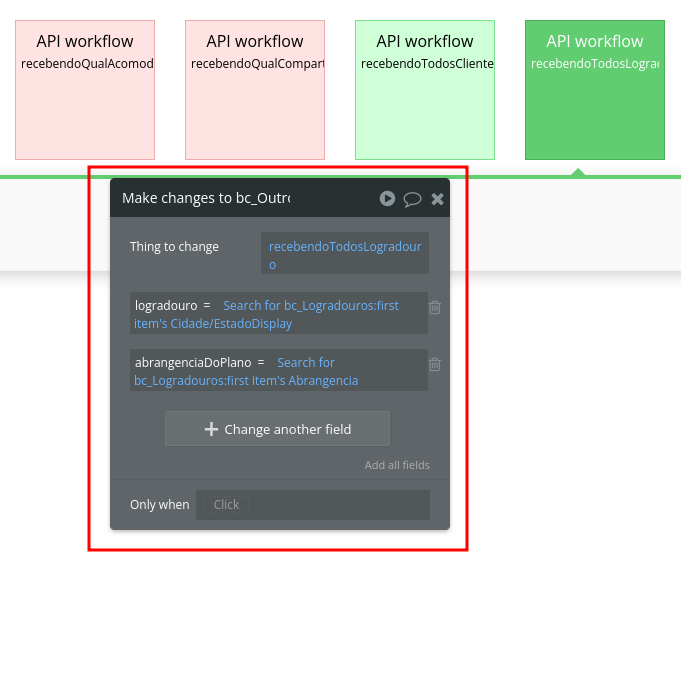 API workflow
recebendoQualAcomod
API workflow
recebendoQualCompart
API workflow
recebendoTodosCliente
API workflow
recebendoTodosLograd
Make changes to bc_Outro
Thing to change
recebendoTodosLogradour
o
logradouro = Search for bc_Logradouros:first
item's Cidade/EstadoDisplay
abrangenciaDoPlano = Search for
bc_Logradouros:first item's Abrangencia
Change another field
Add all fields
Only when
Click